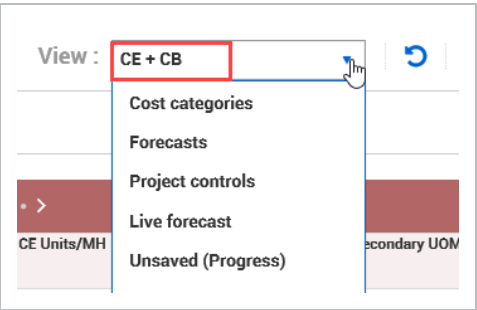 View : CE + CB
Cost categories
Forecasts
Project controls
Live forecast
CE Units/MH
econdary UOM
Unsaved (Progress)